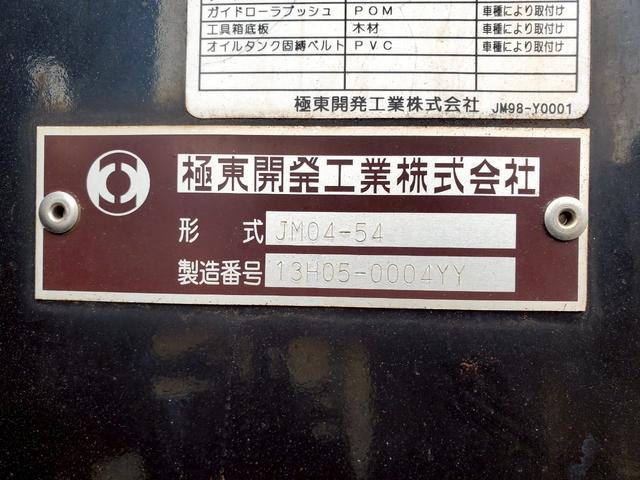 ガイドローラブッシュ POM 車種により取付け
工具箱底板 木材 車種により取付け
オイルタンク固縛ベルト PVC 車種により取付け
極東開発工業株式会社 JM98-Y0001
極東開発工業株式会社
形 式 JM04-54
製造番号 13H05-0004YY